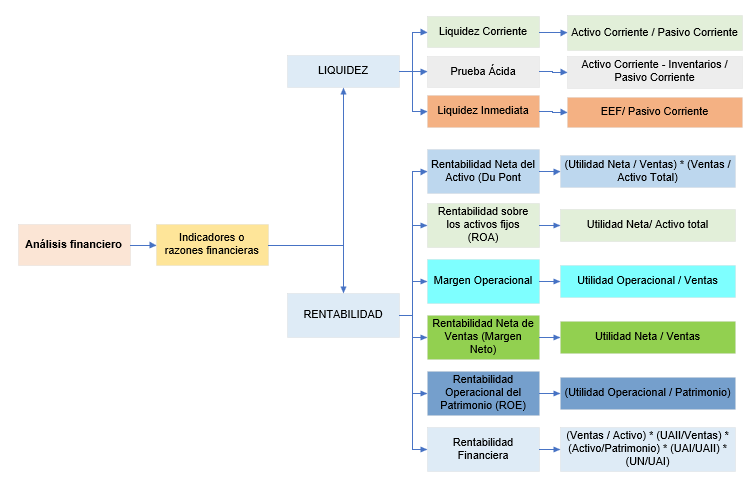 Análisis financiero
Indicadores o
razones financieras
LIQUIDEZ
Liquidez Corriente
Activo Corriente / Pasivo Corriente
Prueba Ácida
Activo Corriente - Inventarios /
Pasivo Corriente
Liquidez Inmediata
EEF/ Pasivo Corriente
RENTABILIDAD
Rentabilidad Neta del
Activo (Du Pont
(Utilidad Neta / Ventas) * (Ventas /
Activo Total)
Rentabilidad sobre
los activos fijos
(ROA)
Utilidad Neta/ Activo total
Margen Operacional
Utilidad Operacional / Ventas
Rentabilidad Neta de
Ventas (Margen
Neto)
Utilidad Neta / Ventas
Rentabilidad
Operacional del
Patrimonio (ROE)
(Utilidad Operacional / Patrimonio)
Rentabilidad
Financiera
(Ventas / Activo) * (UAII/Ventas) *
(Activo/Patrimonio) * (UAI/UAII) *
(UN/UAI)